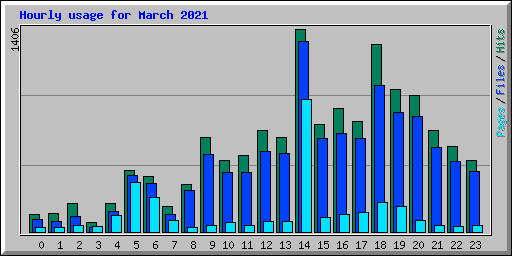 Hourly usage for March 2021
1406
Pages/Files/Hits
0 1 2 3 4 5 6 7 8 9 10 11 12 13 14 15 16 17 18 19 20 21 22 23